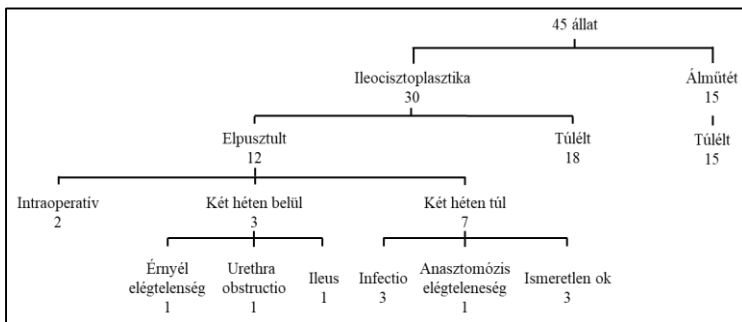 45 állat
Ileocisztoplasztika
30
Álműtét
15
Elpusztult
12
Túlélt
18
Túlélt
15
Intraoperatív
2
Két héten belül
3
Két héten túl
7
Érnyél
elégtelenség
1
Urethra
obstructio
1
Ileus
1
Infectio
3
Anasztomózis
elégteleneség
1
Ismeretlen ok
3